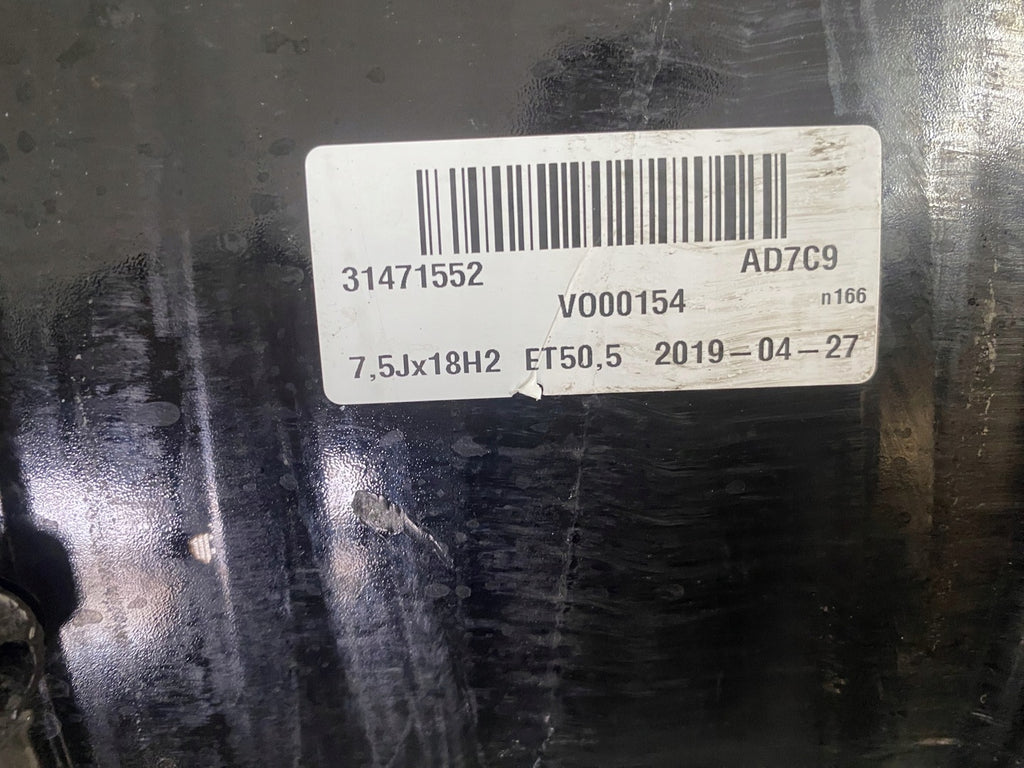 31471552 AD7C9
V000154 n166
7,5Jx18H2 ET50,5 2019-04-27